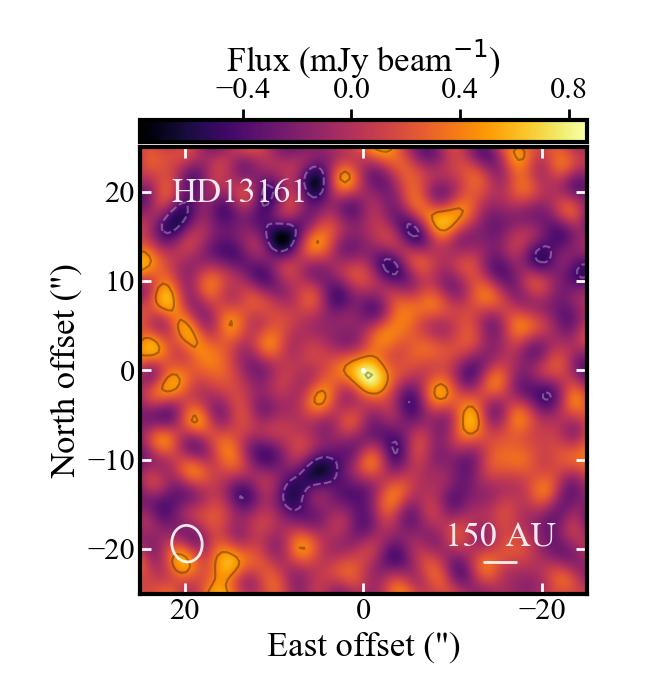 Flux (mJy beam⁻¹)
−0.4 0.0 0.4 0.8
HD13161
20
10
0
−10
−20
North offset (")
150 AU
20 0 −20
East offset (")